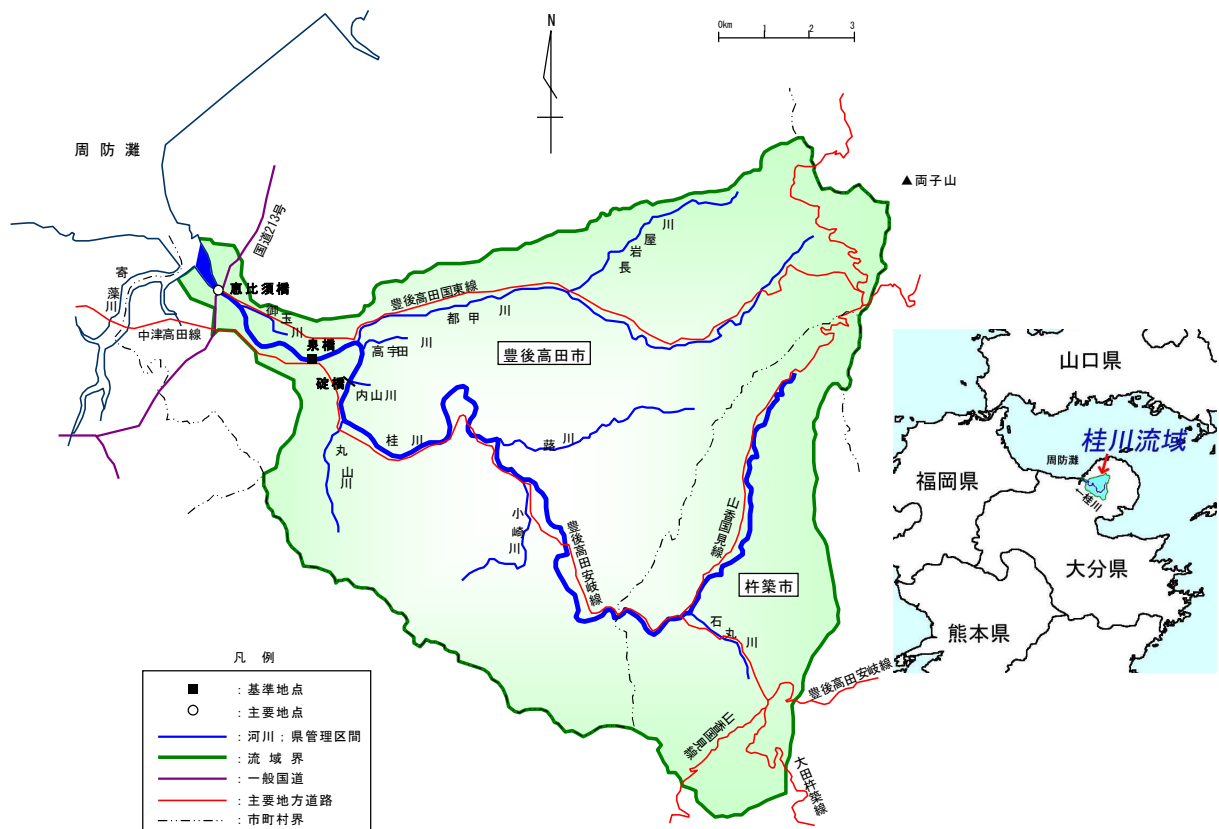 0km 1 2 3
N
周防灘
▲両子山
国道213号
寄藻川
恵比須橋
御玉川
中津高田線
泉橋
豊後高田国東線
都甲川
長岩屋川
高宇田川
豊後高田市
碇橋
内山川
桂川
丸山川
蕗川
小崎川
豊後高田安岐線
山香国見線
杵築市
石丸川
豊後高田安岐線
山香国見線
大田杵築線
山口県
桂川流域
周防灘
福岡県
桂川
大分県
熊本県
凡例
■ :基準地点
○ :主要地点
:河川;県管理区間
:流域界
:一般国道
:主要地方道路
:市町村界